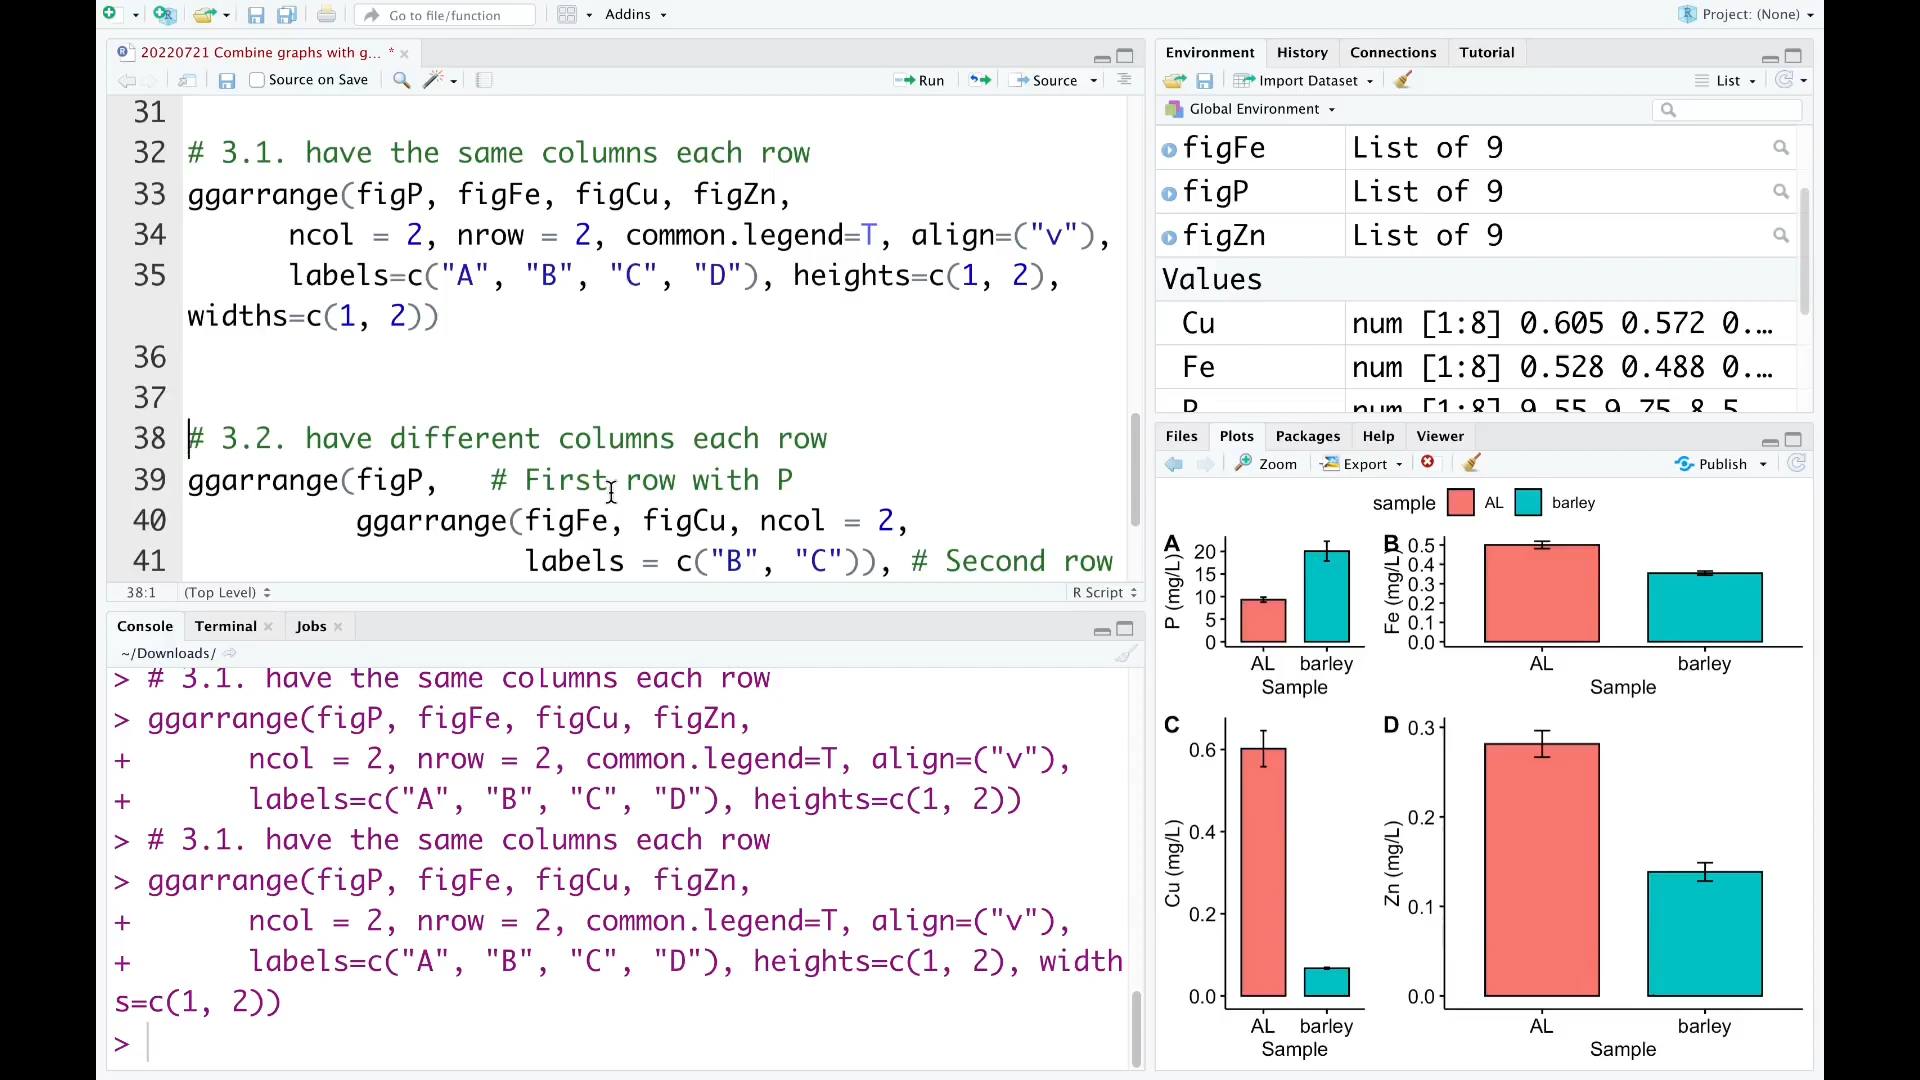 Go to file/function
Addins
Project: (None)
20220721 Combine graphs with g... *
Source on Save
Run
Source
31
32 # 3.1. have the same columns each row
33 ggarrange(figP, figFe, figCu, figZn,
34 ncol = 2, nrow = 2, common.legend=T, align=("v"),
35 labels=c("A", "B", "C", "D"), heights=c(1, 2),
widths=c(1, 2))
36
37
38 # 3.2. have different columns each row
39 ggarrange(figP, # First row with P
40 ggarrange(figFe, figCu, ncol = 2,
41 labels = c("B", "C")), # Second row
38:1 (Top Level) R Script
Console Terminal Jobs
~/Downloads/
> # 3.1. have the same columns each row
> ggarrange(figP, figFe, figCu, figZn,
+ ncol = 2, nrow = 2, common.legend=T, align=("v"),
+ labels=c("A", "B", "C", "D"), heights=c(1, 2))
> # 3.1. have the same columns each row
> ggarrange(figP, figFe, figCu, figZn,
+ ncol = 2, nrow = 2, common.legend=T, align=("v"),
+ labels=c("A", "B", "C", "D"), heights=c(1, 2), width
s=c(1, 2))
>
Environment History Connections Tutorial
Import Dataset List
Global Environment
figFe List of 9
figP List of 9
figZn List of 9
Values
Cu num [1:8] 0.605 0.572 0.…
Fe num [1:8] 0.528 0.488 0.…
P num [1:8] 9.55 9.75 8.5
Files Plots Packages Help Viewer
Zoom Export Publish
sample AL barley
A
P (mg/L)
20
15
10
5
0
AL barley
Sample
B
Fe (mg/L)
0.5
0.4
0.3
0.2
0.1
0.0
AL barley
Sample
C
Cu (mg/L)
0.6
0.4
0.2
0.0
AL barley
Sample
D
Zn (mg/L)
0.3
0.2
0.1
0.0
AL barley
Sample